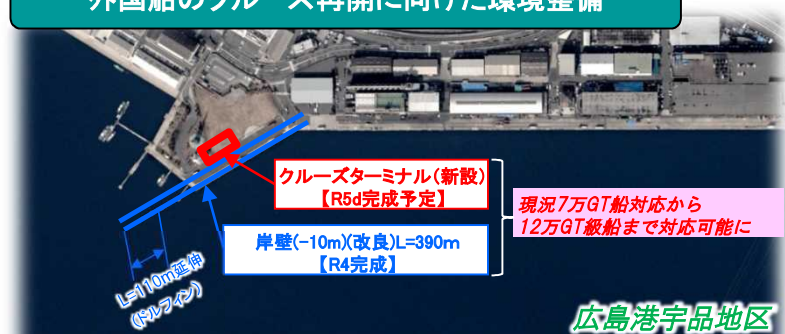 外国船のクルーズ再開に向けた環境整備
クルーズターミナル(新設)
【R5d完成予定】
現況7万GT船対応から
12万GT級船まで対応可能に
岸壁(-10m)(改良)L=390m
【R4完成】
L=110m延伸
(ドルフィン)
広島港宇品地区